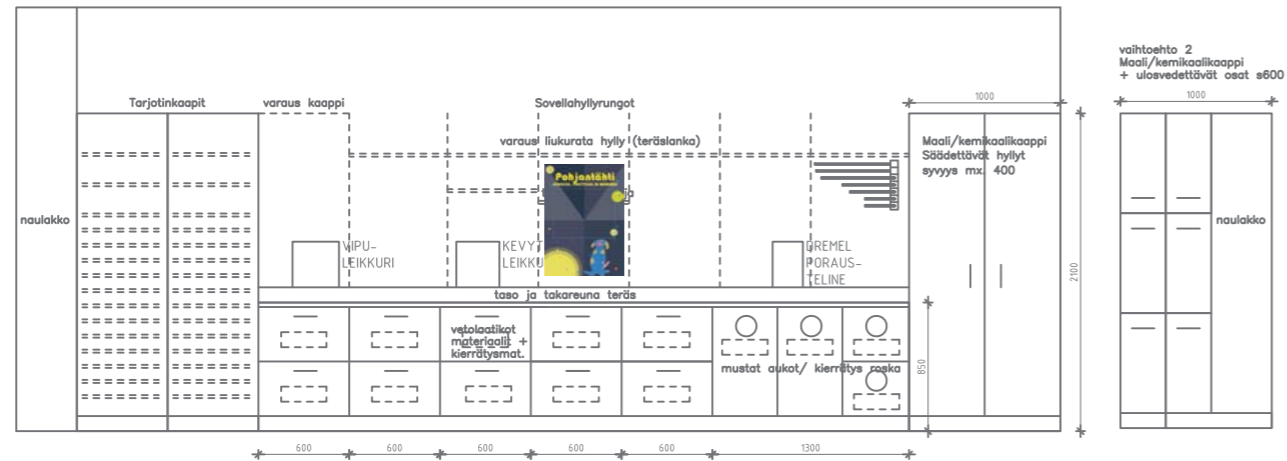 vaihtoehto 2
Maali/kemikaalikaappi
+ ulosvedettävät osat s600
1000
1000
Tarjotinkaapit
varaus kaappi
Sovellahyllyrungot
varaus liukurata hylly (teräslanka)
Maali/kemikaalikaappi
Säädettävät hyllyt
syvyys mx. 400
Pohjantähti
ja
naulakko
naulakko
VIPU-
LEIKKURI
KEVYT
LEIKKU
DREMEL
PORAUS-
TELINE
2100
taso ja takareuna teräs
vetolaatikot
materiaalit +
kierrätysmat.
mustat aukot/ kierrätys roska
850
600
600
600
600
600
1300